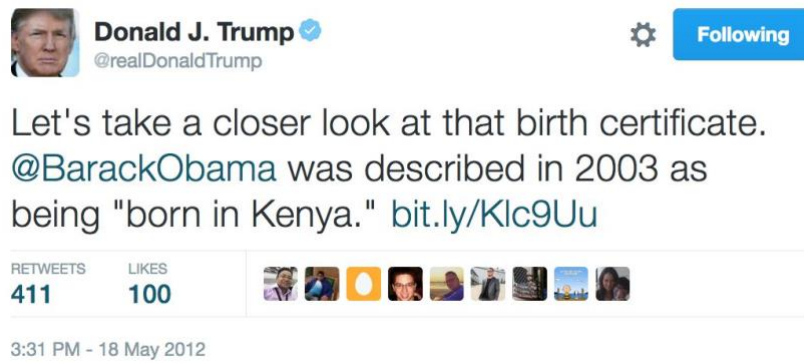 Donald J. Trump
@realDonaldTrump
Following
Let's take a closer look at that birth certificate.
@BarackObama was described in 2003 as
being "born in Kenya." bit.ly/Klc9Uu
RETWEETS LIKES
411 100
3:31 PM - 18 May 2012